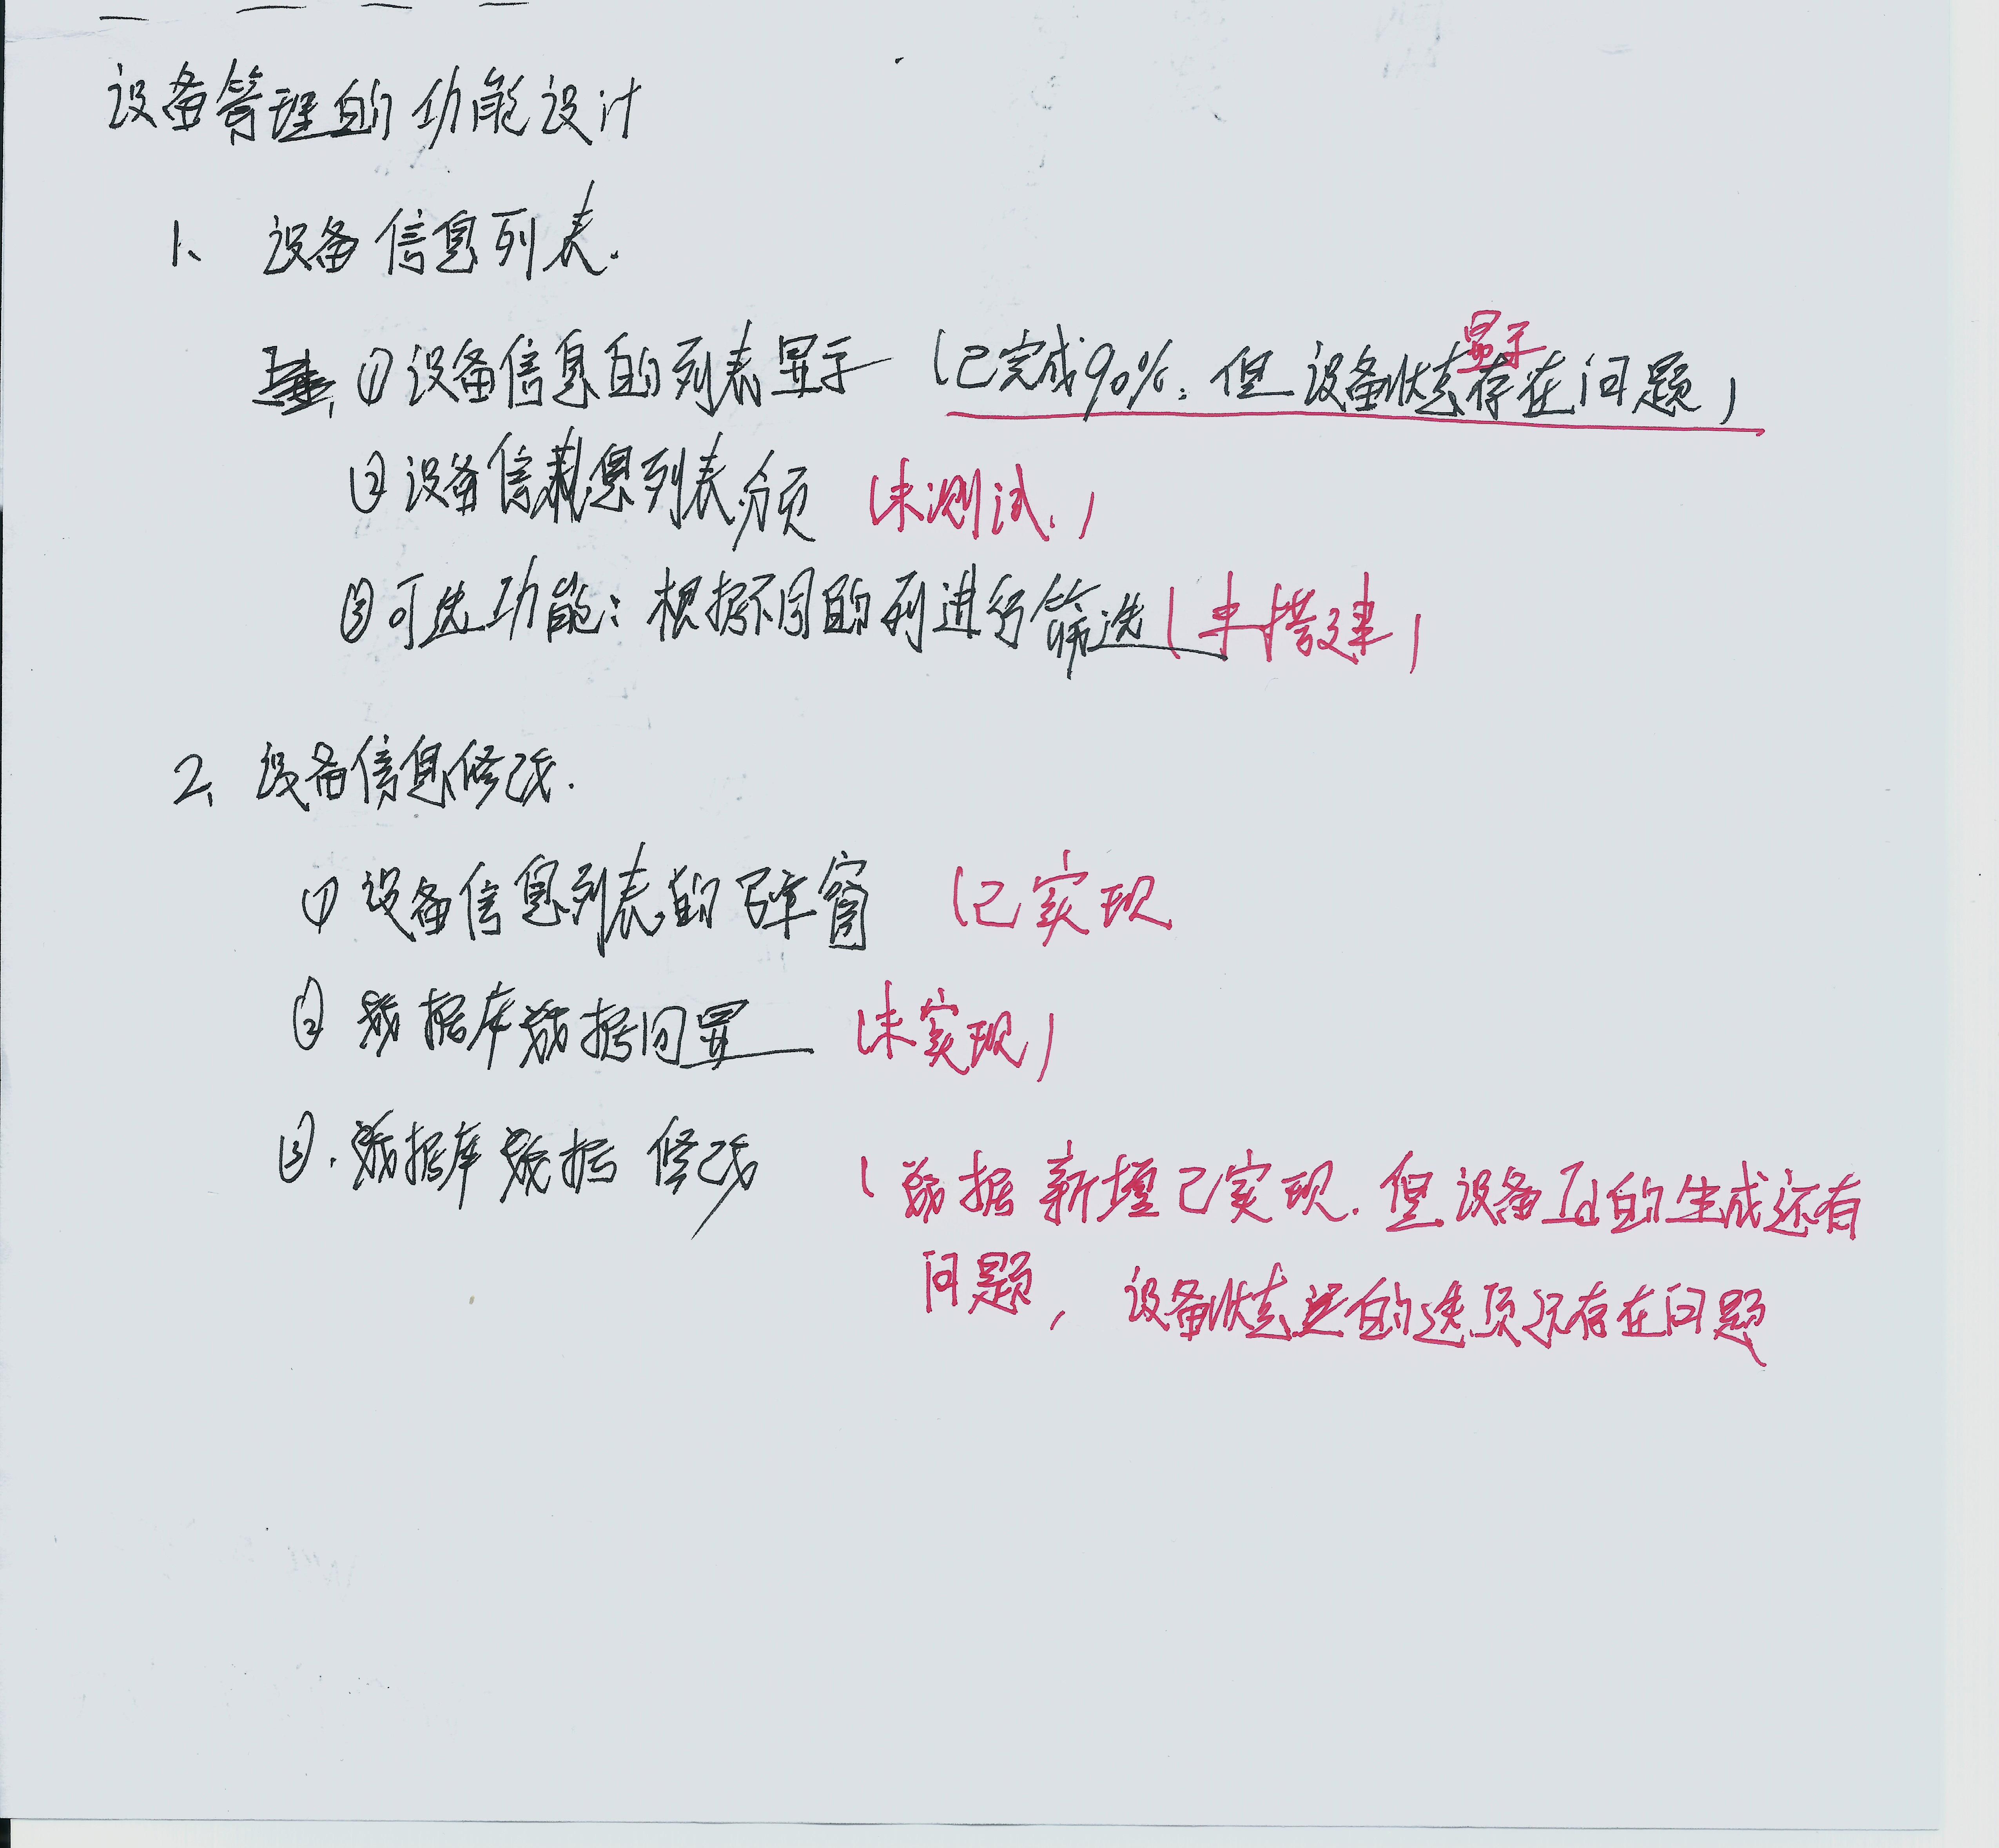 设备管理的功能设计
1、设备信息列表.
①设备信息的列表显示 (已完成90%,但设备状态显示存在问题)
②设备信息列表分页 (未测试.)
③可选功能:根据不同的列进行筛选 (未搭建)
2、设备信息修改.
①设备信息列表的弹窗 (已实现
②数据库数据回显 (未实现)
③.数据库数据修改 (数据新增已实现.但设备Id的生成还有
问题,设备状态的选项还存在问题